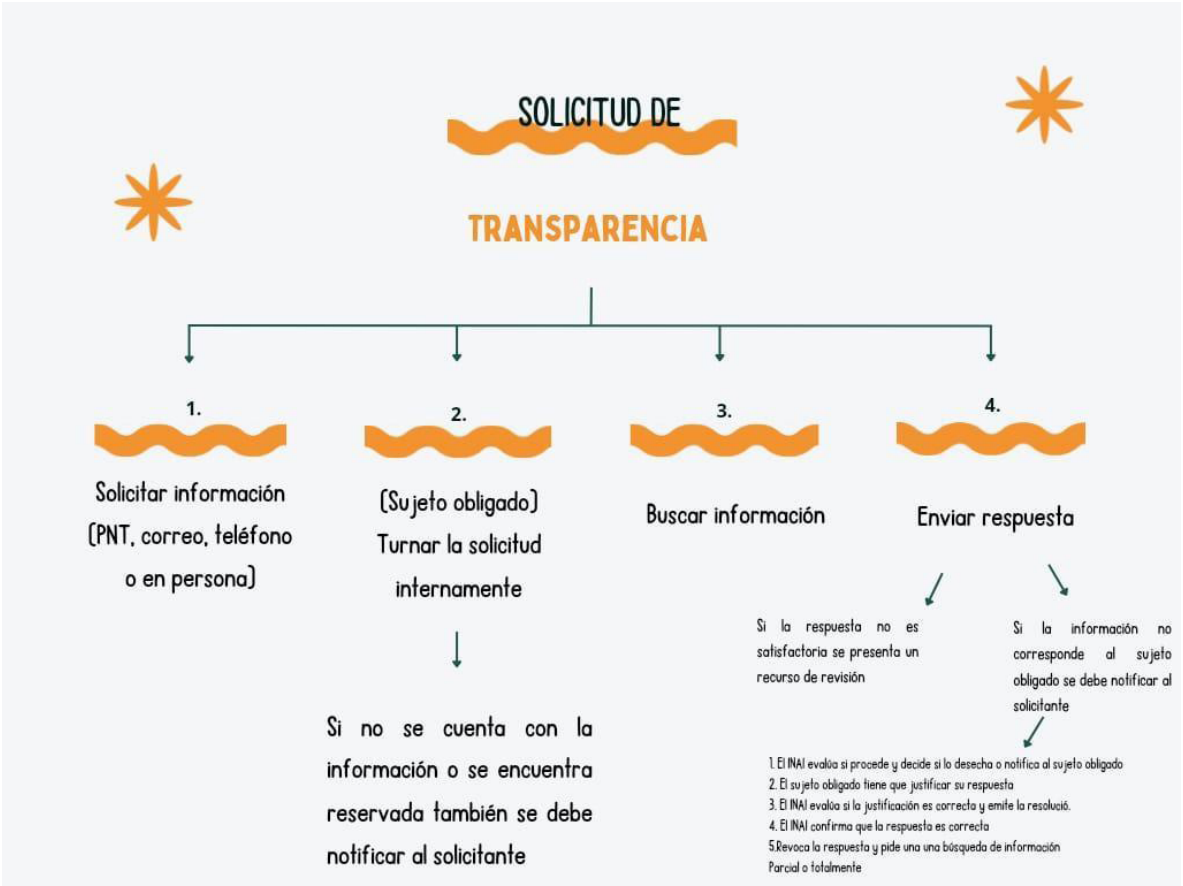 SOLICITUD DE
TRANSPARENCIA
1.
Solicitar información
(PNT, correo, teléfono
o en persona)
2.
(Sujeto obligado)
Turnar la solicitud
internamente
Si no se cuenta con la
información o se encuentra
reservada también se debe
notificar al solicitante
3.
Buscar información
4.
Enviar respuesta
Si la respuesta no es
satisfactoria se presenta un
recurso de revisión
Si la información no
corresponde al sujeto
obligado se debe notificar al
solicitante
1. El INAI evalúa si procede y decide si lo desecha o notifica al sujeto obligado
2. El sujeto obligado tiene que justificar su respuesta
3. El INAI evalúa si la justificación es correcta y emite la resolució.
4. El INAI confirma que la respuesta es correcta
5.Revoca la respuesta y pide una una búsqueda de información
Parcial o totalmente